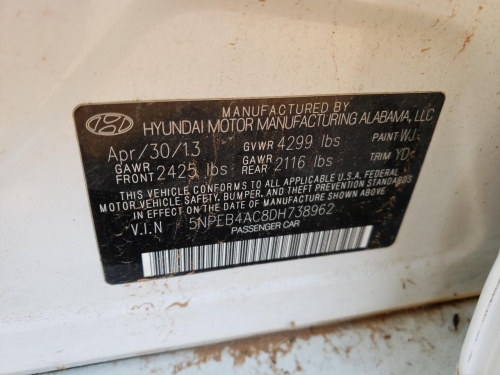 MANUFACTURED BY
HYUNDAI MOTOR MANUFACTURING ALABAMA, LLC
Apr/30/13 GVWR 4299 lbs PAINT WJ
GAWR FRONT 2425 lbs GAWR REAR 2116 lbs TRIM YD
THIS VEHICLE CONFORMS TO ALL APPLICABLE U.S.A. FEDERAL
MOTOR VEHICLE SAFETY, BUMPER, AND THEFT PREVENTION STANDARDS
IN EFFECT ON THE DATE OF MANUFACTURE SHOWN ABOVE.
V.I.N 5NPEB4AC8DH738962
PASSENGER CAR